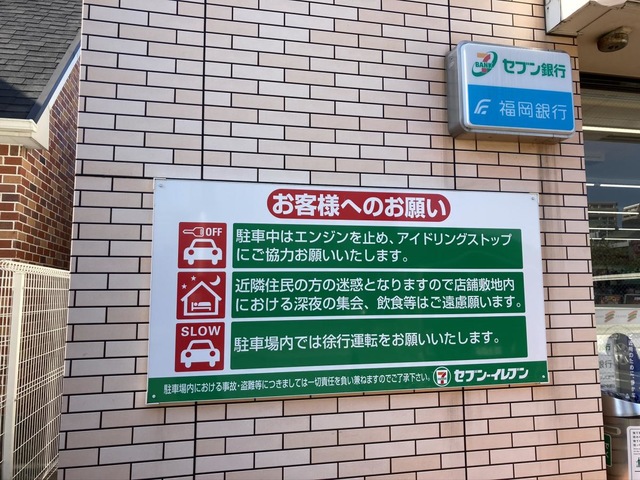 7
BANK
セブン銀行
福岡銀行
お客様へのお願い
OFF
駐車中はエンジンを止め、アイドリングストップ
にご協力お願いいたします。
近隣住民の方の迷惑となりますので店舗敷地内
における深夜の集会、飲食等はご遠慮願います。
SLOW
駐車場内では徐行運転をお願いいたします。
駐車場内における事故・盗難等につきましては一切責任を負い兼ねますのでご了承下さい。
セブン-イレブン